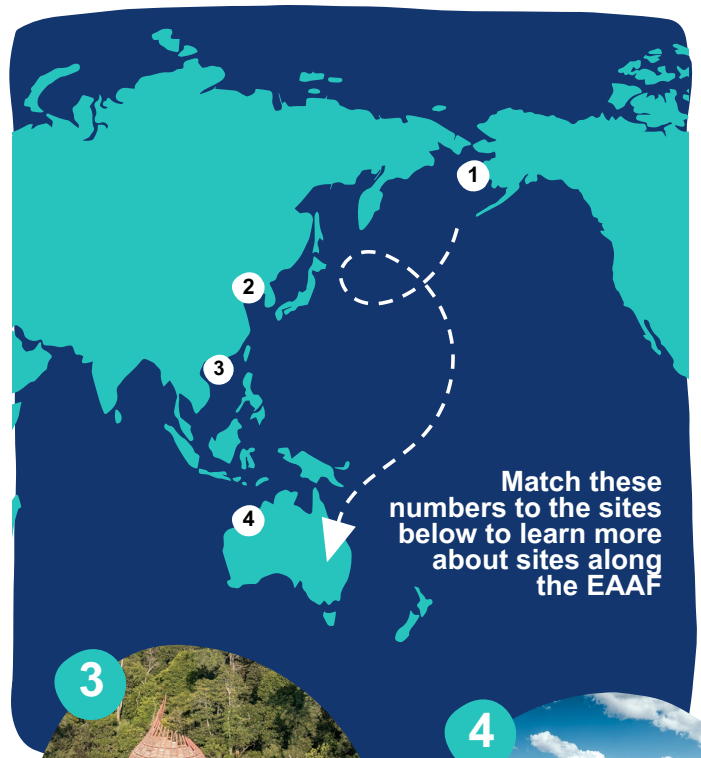 1
2
3
4
Match these
numbers to the sites
below to learn more
about sites along
the EAAF
3
4